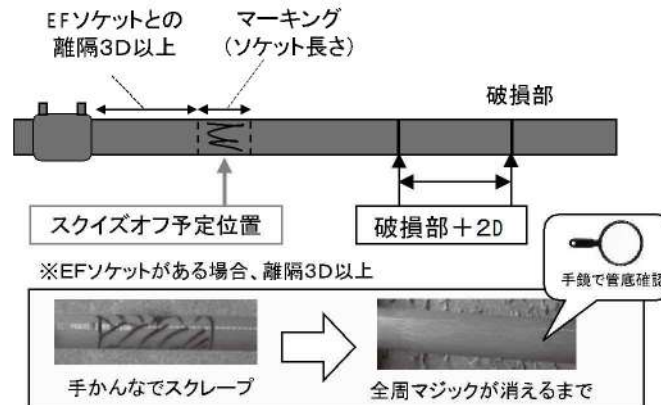 EFソケットとの
離隔3D以上
マーキング
（ソケット長さ）
破損部
スクイズオフ予定位置
破損部＋2D
※EFソケットがある場合、離隔3D以上
手鏡で管底確認
手かんなでスクレープ
全周マジックが消えるまで